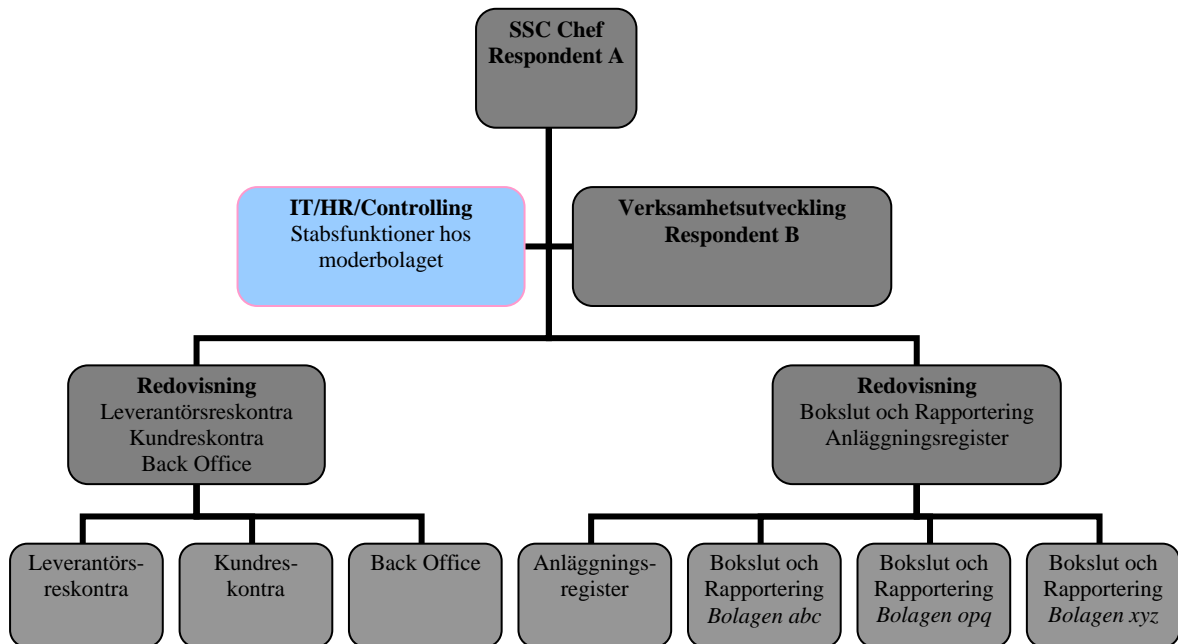 SSC Chef
Respondent A
IT/HR/Controlling
Stabsfunktioner hos
moderbolaget
Verksamhetsutveckling
Respondent B
Redovisning
Leverantörsreskontra
Kundreskontra
Back Office
Redovisning
Bokslut och Rapportering
Anläggningsregister
Leverantörs-
reskontra
Kundres-
kontra
Back Office
Anläggnings-
register
Bokslut och
Rapportering
Bolagen abc
Bokslut och
Rapportering
Bolagen opq
Bokslut och
Rapportering
Bolagen xyz